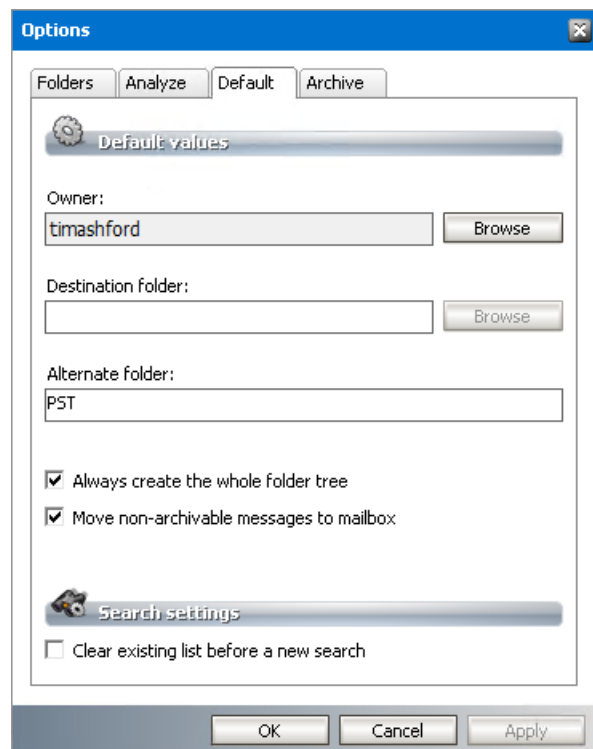 Options
Folders Analyze Default Archive
Default values
Owner:
timashford Browse
Destination folder:
Browse
Alternate folder:
PST
Always create the whole folder tree
Move non-archivable messages to mailbox
Search settings
Clear existing list before a new search
OK Cancel Apply